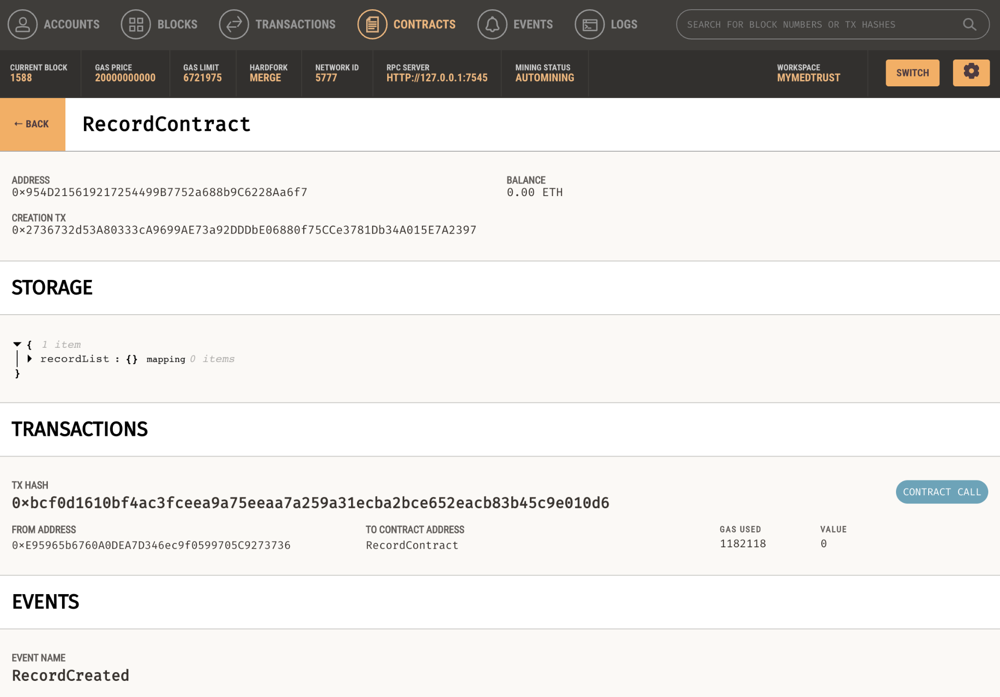 ACCOUNTS BLOCKS TRANSACTIONS CONTRACTS EVENTS LOGS SEARCH FOR BLOCK NUMBERS OR TX HASHES
CURRENT BLOCK GAS PRICE GAS LIMIT HARDFORK NETWORK ID RPC SERVER MINING STATUS WORKSPACE
1588 20000000000 6721975 MERGE 5777 HTTP://127.0.0.1:7545 AUTOMINING MYMEDTRUST SWITCH
← BACK RecordContract
ADDRESS BALANCE
0×954D215619217254499B7752a688b9C6228Aa6f7 0.00 ETH
CREATION TX
0×2736732d53A80333cA9699AE73a92DDDbE06880f75CCe3781Db34A015E7A2397
STORAGE
{ 1 item
recordList : {} mapping 0 items
}
TRANSACTIONS
TX HASH
0×bcf0d1610bf4ac3fceea9a75eeaa7a259a31ecba2bce652eacb83b45c9e010d6 CONTRACT CALL
FROM ADDRESS TO CONTRACT ADDRESS GAS USED VALUE
0×E95965b6760A0DEA7D346ec9f0599705C9273736 RecordContract 1182118 0
EVENTS
EVENT NAME
RecordCreated